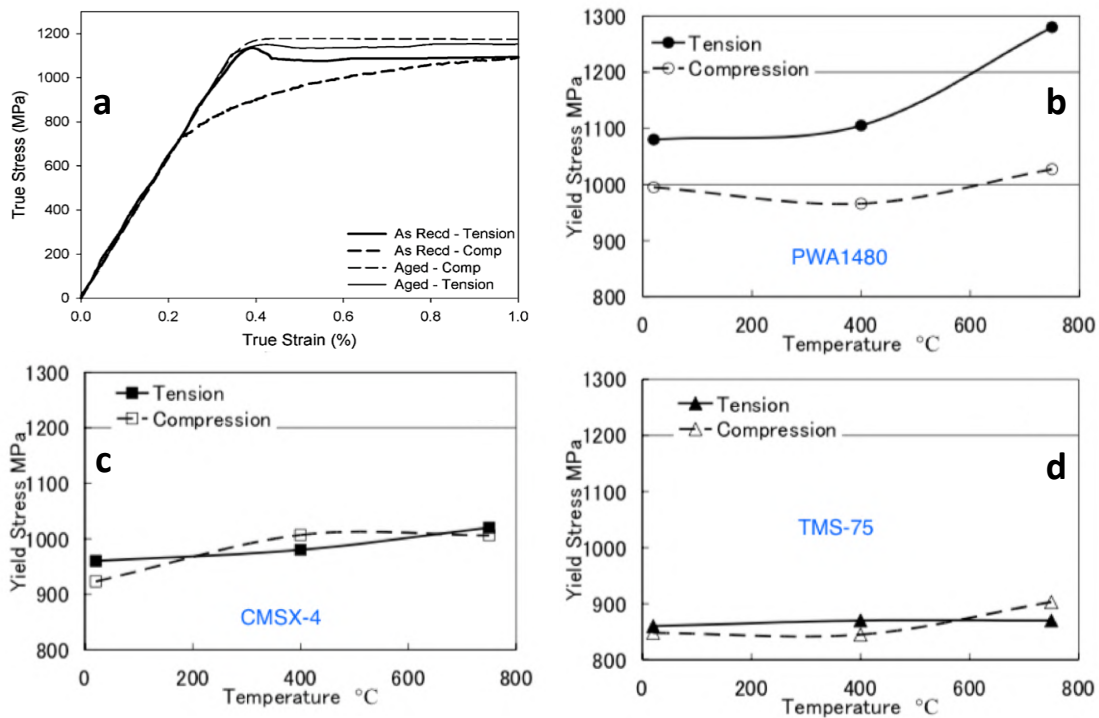 a
1200
1000
800
600
400
200
0
0.0 0.2 0.4 0.6 0.8 1.0
True Stress (MPa)
True Strain (%)
As Recd - Tension
As Recd - Comp
Aged - Comp
Aged - Tension
b
1300
1200
1100
1000
900
800
0 200 400 600 800
Yield Stress MPa
Temperature °C
Tension
Compression
PWA1480
c
1300
1200
1100
1000
900
800
0 200 400 600 800
Yield Stress MPa
Temperature °C
Tension
Compression
CMSX-4
d
1300
1200
1100
1000
900
800
0 200 400 600 800
Yield Stress MPa
Temperature °C
Tension
Compression
TMS-75